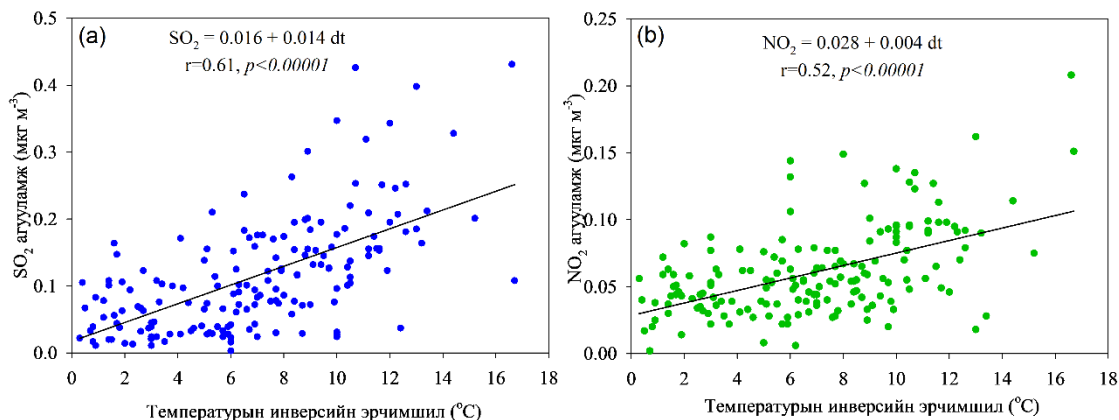 (a)
SO₂ = 0.016 + 0.014 dt
r=0.61, p<0.00001
SO₂ агууламж (мкг м⁻³)
0.5
0.4
0.3
0.2
0.1
0.0
0 2 4 6 8 10 12 14 16 18
Температурын инверсийн эрчимшил (°C)
(b)
NO₂ = 0.028 + 0.004 dt
r=0.52, p<0.00001
NO₂ агууламж (мкг м⁻³)
0.25
0.20
0.15
0.10
0.05
0.00
0 2 4 6 8 10 12 14 16 18
Температурын инверсийн эрчимшил (°C)